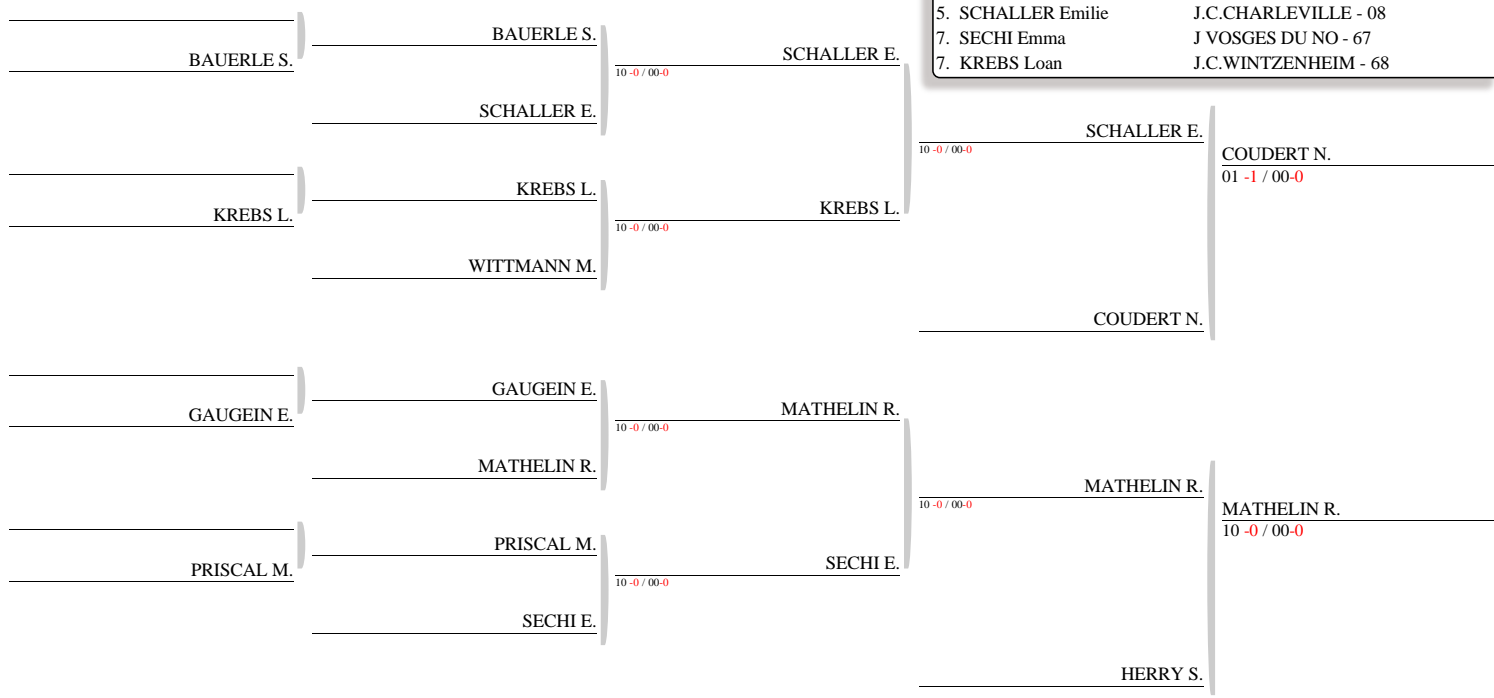 5. SCHALLER Emilie J.C.CHARLEVILLE - 08
7. SECHI Emma J VOSGES DU NO - 67
7. KREBS Loan J.C.WINTZENHEIM - 68
BAUERLE S.
KREBS L.
GAUGEIN E.
PRISCAL M.
BAUERLE S.
SCHALLER E.
KREBS L.
WITTMANN M.
GAUGEIN E.
MATHELIN R.
PRISCAL M.
SECHI E.
SCHALLER E.
10 -0 / 00-0
KREBS L.
10 -0 / 00-0
MATHELIN R.
10 -0 / 00-0
SECHI E.
10 -0 / 00-0
SCHALLER E.
10 -0 / 00-0
COUDERT N.
MATHELIN R.
10 -0 / 00-0
HERRY S.
COUDERT N.
01 -1 / 00-0
MATHELIN R.
10 -0 / 00-0